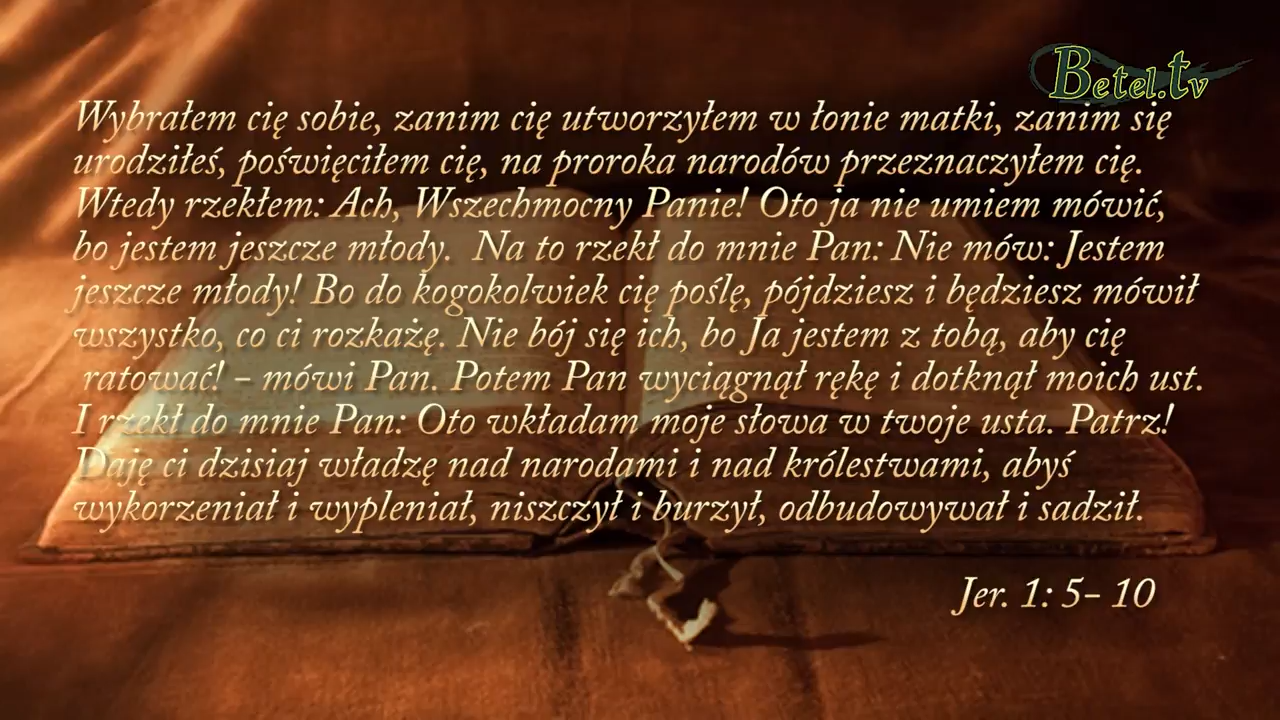 Betel.tv
Wybrałem cię sobie, zanim cię utworzyłem w łonie matki, zanim się
urodziłeś, poświęciłem cię, na proroka narodów przeznaczyłem cię.
Wtedy rzekłem: Ach, Wszechmocny Panie! Oto ja nie umiem mówić,
bo jestem jeszcze młody.  Na to rzekł do mnie Pan: Nie mów: Jestem
jeszcze młody! Bo do kogokolwiek cię poślę, pójdziesz i będziesz mówił
wszystko, co ci rozkażę. Nie bój się ich, bo Ja jestem z tobą, aby cię
ratować! – mówi Pan. Potem Pan wyciągnął rękę i dotknął moich ust.
I rzekł do mnie Pan: Oto wkładam moje słowa w twoje usta. Patrz!
Daję ci dzisiaj władzę nad narodami i nad królestwami, abyś
wykorzeniał i wypleniał, niszczył i burzył, odbudowywał i sadził.
Jer. 1: 5– 10